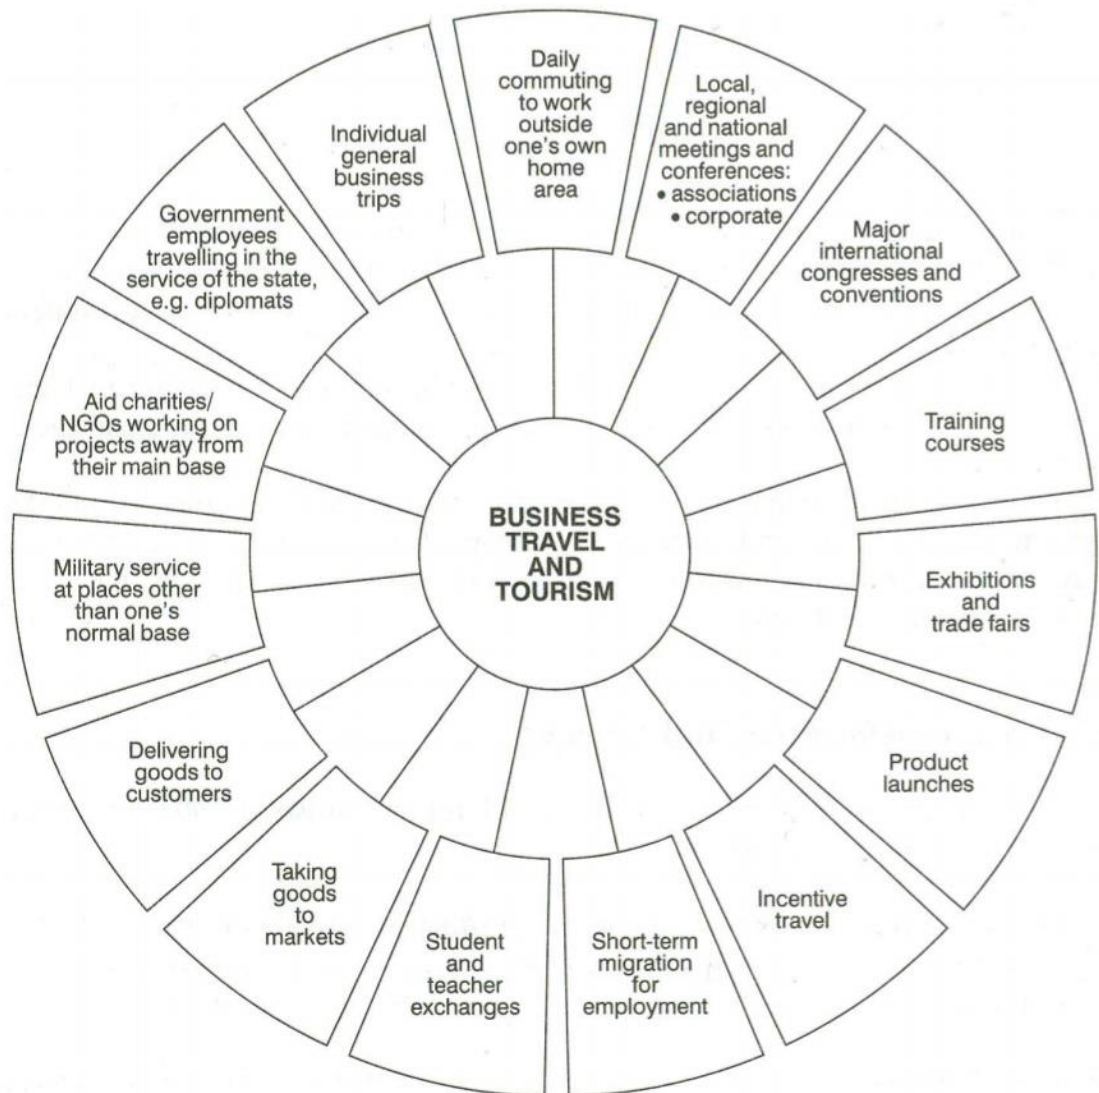 Daily
commuting
to work
outside
one's own
home
area
Local,
regional
and national
meetings and
conferences:
• associations
• corporate
Major
international
congresses and
conventions
Training
courses
Exhibitions
and
trade fairs
Product
launches
Incentive
travel
Short-term
migration
for
employment
Student
and
teacher
exchanges
Taking
goods
to
markets
Delivering
goods to
customers
Military service
at places other
than one's
normal base
Aid charities/
NGOs working on
projects away from
their main base
Government
employees
travelling in the
service of the state,
e.g. diplomats
Individual
general
business
trips
BUSINESS
TRAVEL
AND
TOURISM